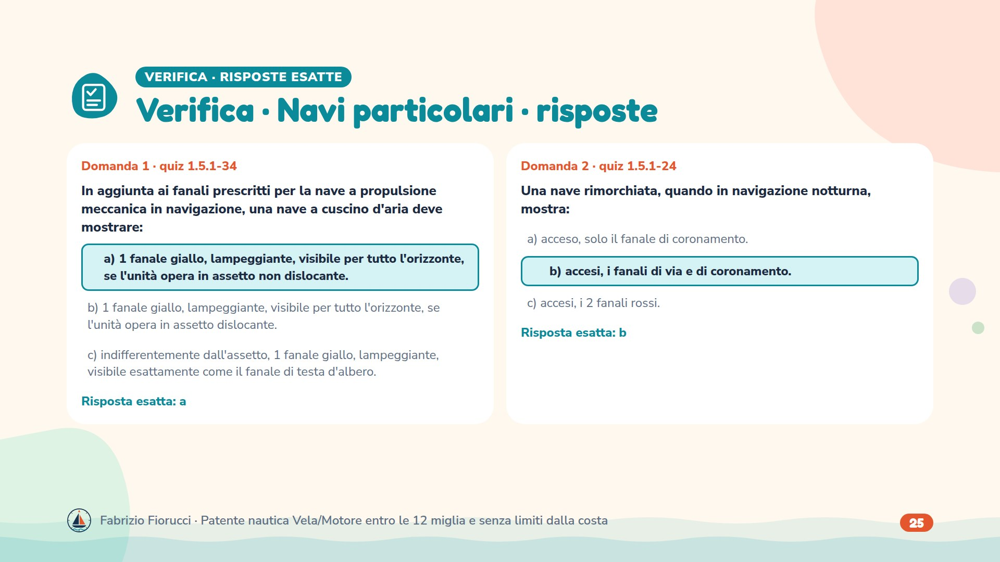 VERIFICA · RISPOSTE ESATTE
Verifica · Navi particolari · risposte
Domanda 1 · quiz 1.5.1-34
In aggiunta ai fanali prescritti per la nave a propulsione
meccanica in navigazione, una nave a cuscino d'aria deve
mostrare:
a) 1 fanale giallo, lampeggiante, visibile per tutto l'orizzonte,
se l'unità opera in assetto non dislocante.
b) 1 fanale giallo, lampeggiante, visibile per tutto l'orizzonte, se
l'unità opera in assetto dislocante.
c) indifferentemente dall'assetto, 1 fanale giallo, lampeggiante,
visibile esattamente come il fanale di testa d'albero.
Risposta esatta: a
Domanda 2 · quiz 1.5.1-24
Una nave rimorchiata, quando in navigazione notturna,
mostra:
a) acceso, solo il fanale di coronamento.
b) accesi, i fanali di via e di coronamento.
c) accesi, i 2 fanali rossi.
Risposta esatta: b
Fabrizio Fiorucci · Patente nautica Vela/Motore entro le 12 miglia e senza limiti dalla costa
25